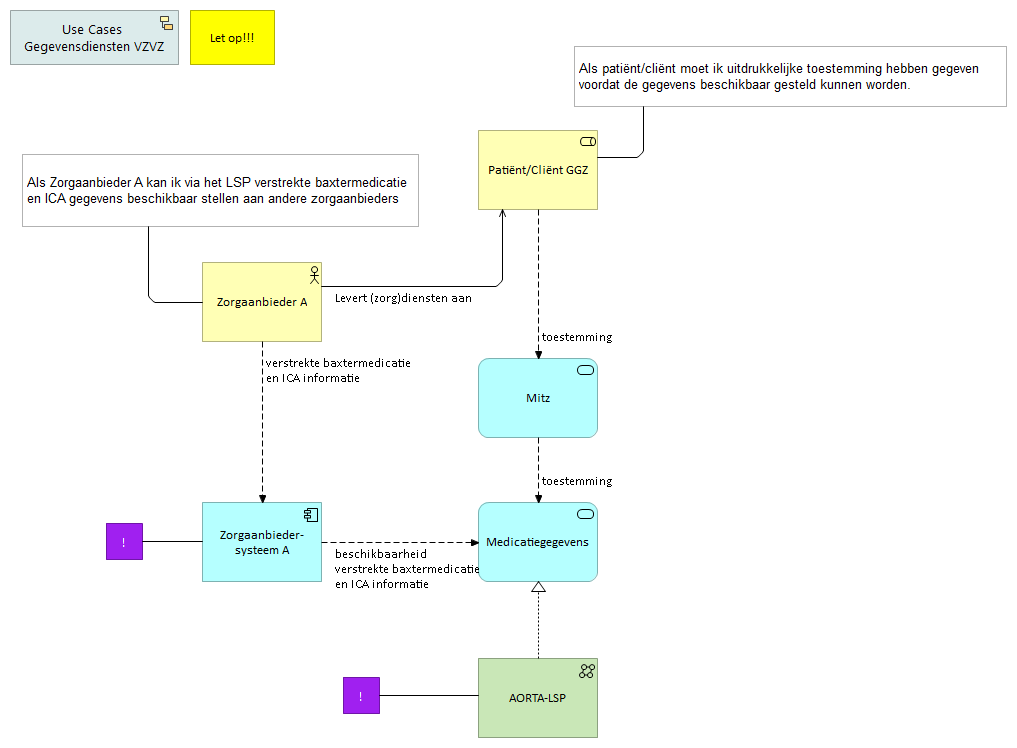 Use Cases
Gegevensdiensten VZVZ
Let op!!!
Als patiënt/cliënt moet ik uitdrukkelijke toestemming hebben gegeven
voordat de gegevens beschikbaar gesteld kunnen worden.
Patiënt/Cliënt GGZ
Als Zorgaanbieder A kan ik via het LSP verstrekte baxtermedicatie
en ICA gegevens beschikbaar stellen aan andere zorgaanbieders
Zorgaanbieder A
Levert (zorg)diensten aan
toestemming
verstrekte baxtermedicatie
en ICA informatie
Mitz
toestemming
!
Zorgaanbieder-
systeem A
beschikbaarheid
verstrekte baxtermedicatie
en ICA informatie
Medicatiegegevens
!
AORTA-LSP